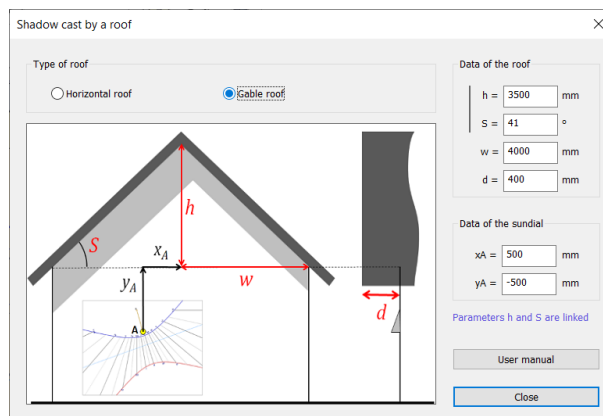 Shadow cast by a roof
Type of roof
Horizontal roof
Gable roof
h
S
xA
w
yA
A
d
Data of the roof
h = 3500 mm
S = 41 º
w = 4000 mm
d = 400 mm
Data of the sundial
xA = 500 mm
yA = -500 mm
Parameters h and S are linked
User manual
Close